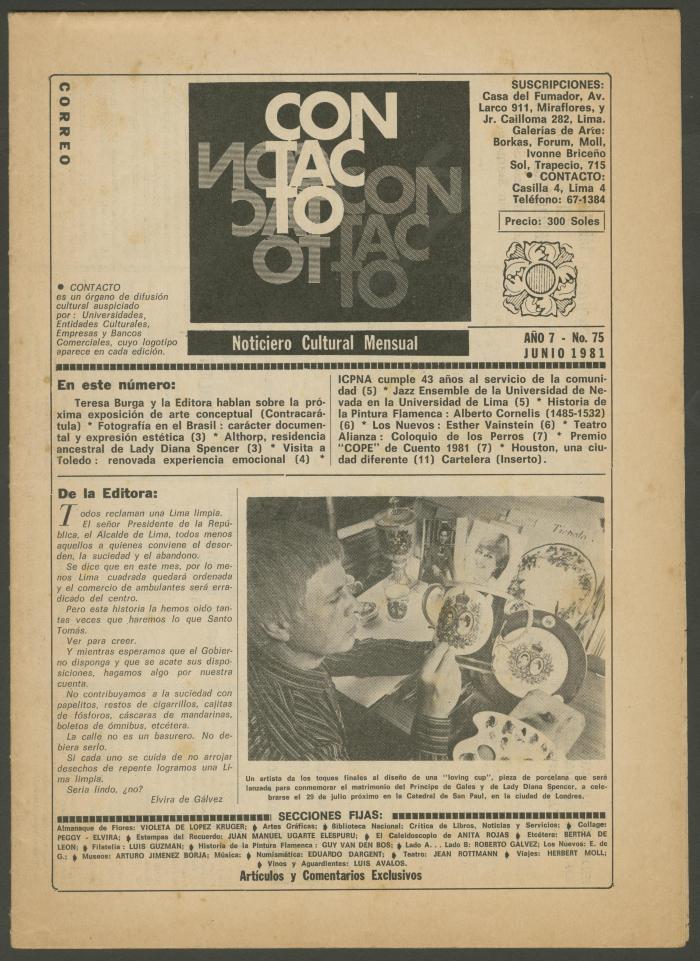 CORREO
CON
TAC
TO
CON
TAC
TO
CON
TAC
TO
SUSCRIPCIONES:
Casa del Fumador, Av.
Larco 911, Miraflores, y
Jr. Cailloma 282, Lima.
Galerías de Arte:
Borkas, Forum, Moll,
Ivonne Briceño
Sol, Trapecio, 715
● CONTACTO:
Casilla 4, Lima 4
Teléfono: 67-1384
Precio: 300 Soles
● CONTACTO
es un órgano de difusión
cultural auspiciado
por: Universidades,
Entidades Culturales,
Empresas y Bancos
Comerciales, cuyo logotipo
aparece en cada edición.
Noticiero Cultural Mensual
AÑO 7 - No. 75
JUNIO 1981
En este número:
Teresa Burga y la Editora hablan sobre la pró-
xima exposición de arte conceptual (Contracará-
tula) * Fotografía en el Brasil: carácter documen-
tal y expresión estética (3) * Althorp, residencia
ancestral de Lady Diana Spencer (3) * Visita a
Toledo: renovada experiencia emocional (4) *
ICPNA cumple 43 años al servicio de la comuni-
dad (5) * Jazz Ensemble de la Universidad de Ne-
vada en la Universidad de Lima (5) * Historia de
la Pintura Flamenca: Alberto Cornelis (1485-1532)
(6) * Los Nuevos: Esther Vainstein (6) * Teatro
Alianza: Coloquio de los Perros (7) * Premio
"COPE" de Cuento 1981 (7) * Houston, una ciu-
dad diferente (11) Cartelera (Inserto).
De la Editora:
Todos reclaman una Lima limpia.
El señor Presidente de la Repú-
blica, el Alcalde de Lima, todos menos
aquellos a quienes conviene el desor-
den, la suciedad y el abandono.
Se dice que en este mes, por lo me-
nos Lima cuadrada quedará ordenada
y el comercio de ambulantes será erra-
dicado del centro.
Pero esta historia la hemos oído tan-
tas veces que haremos lo que Santo
Tomás.
Ver para creer.
Y mientras esperamos que el Gobier-
no disponga y que se acate sus dispo-
siciones, hagamos algo por nuestra
cuenta.
No contribuyamos a la suciedad con
papelitos, restos de cigarrillos, cajitas
de fósforos, cáscaras de mandarinas,
boletos de ómnibus, etcétera.
La calle no es un basurero. No de-
biera serlo.
Si cada uno se cuida de no arrojar
desechos de repente logramos una Li-
ma limpia.
Sería lindo, ¿no?
Elvira de Gálvez
Un artista da los toques finales al diseño de una "loving cup", pieza de porcelana que será
lanzada para conmemorar el matrimonio del Príncipe de Gales y de Lady Diana Spencer, a cele-
brarse el 29 de julio próximo en la Catedral de San Paul, en la ciudad de Londres.
SECCIONES FIJAS:
Almanaque de Flores: VIOLETA DE LOPEZ KRUGER; ♦ Artes Gráficas; ♦ Biblioteca Nacional: Crítica de Libros, Noticias y Servicios; ♦ Collage:
PEGGY - ELVIRA; ♦ Estampas del Recuerdo: JUAN MANUEL UGARTE ELESPURU; ♦ El Caleidoscopio de ANITA ROJAS ♦ Etcétera: BERTHA DE
LEON; ♦ Filatelia: LUIS GUZMAN; ♦ Historia de la Pintura Flamenca: GUY VAN DEN BOS; ♦ Lado A... Lado B: ROBERTO GALVEZ; Los Nuevos: E. de
G.; ♦ Museos: ARTURO JIMENEZ BORJA; Música; ♦ Numismática: EDUARDO DARGENT; ♦ Teatro: JEAN ROTTMANN ♦ Viajes: HERBERT MOLL;
♦ Vinos y Aguardientes: LUIS AVALOS.
Artículos y Comentarios Exclusivos